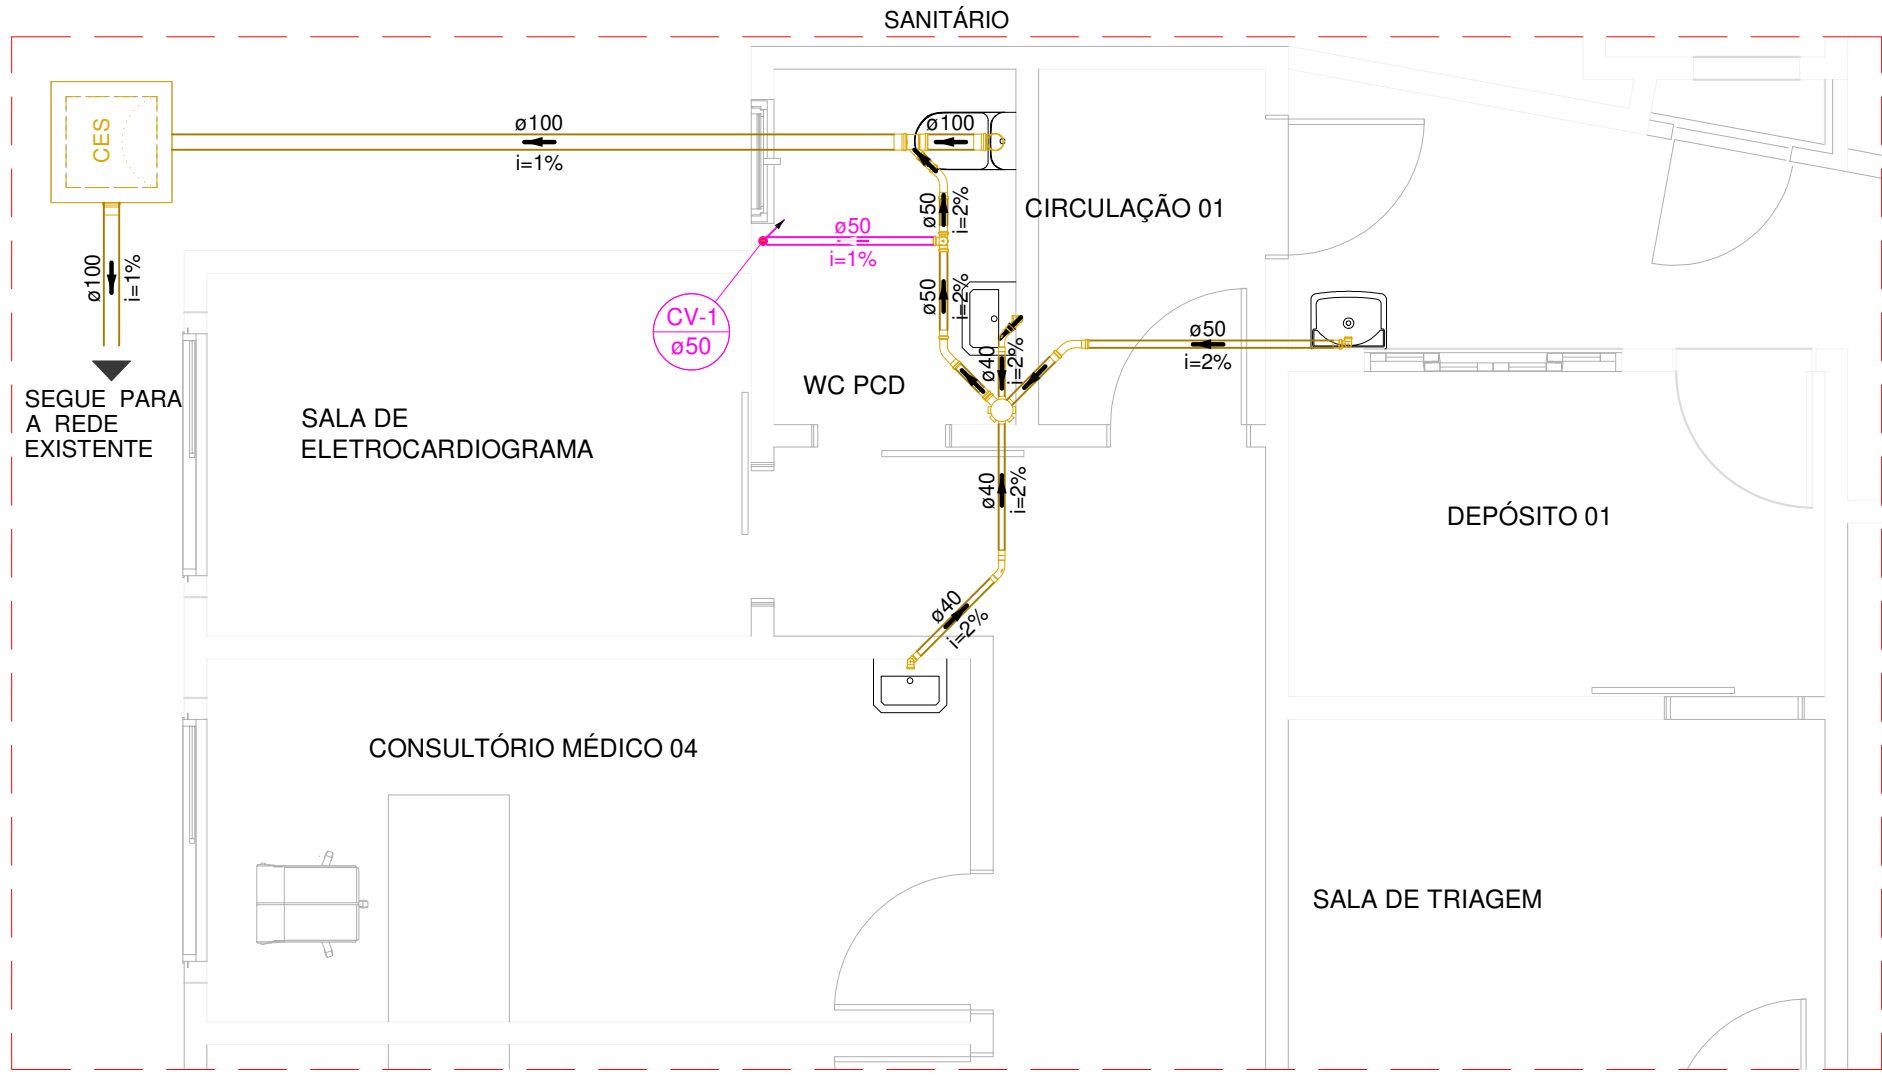 SANITÁRIO
CES
ø100
i=1%
ø100
ø50
i=2%
CIRCULAÇÃO 01
ø50
i=1%
ø100
i=1%
ø50
i=2%
CV-1
ø50
ø50
i=2%
ø40
i=2%
WC PCD
SEGUE PARA
A REDE
EXISTENTE
SALA DE
ELETROCARDIOGRAMA
ø40
i=2%
DEPÓSITO 01
ø40
i=2%
CONSULTÓRIO MÉDICO 04
SALA DE TRIAGEM